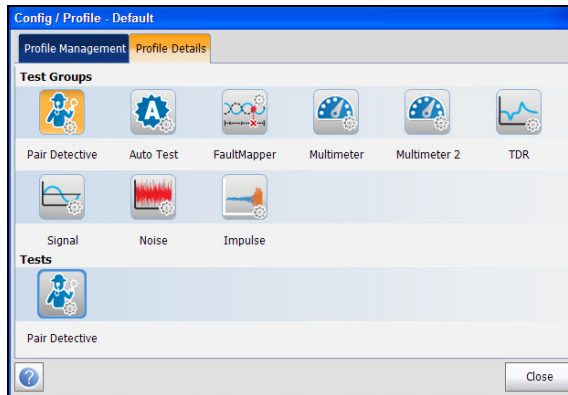 Config / Profile - Default
Profile Management Profile Details
Test Groups
Pair Detective Auto Test FaultMapper Multimeter Multimeter 2 TDR
Signal Noise Impulse
Tests
Pair Detective
? Close